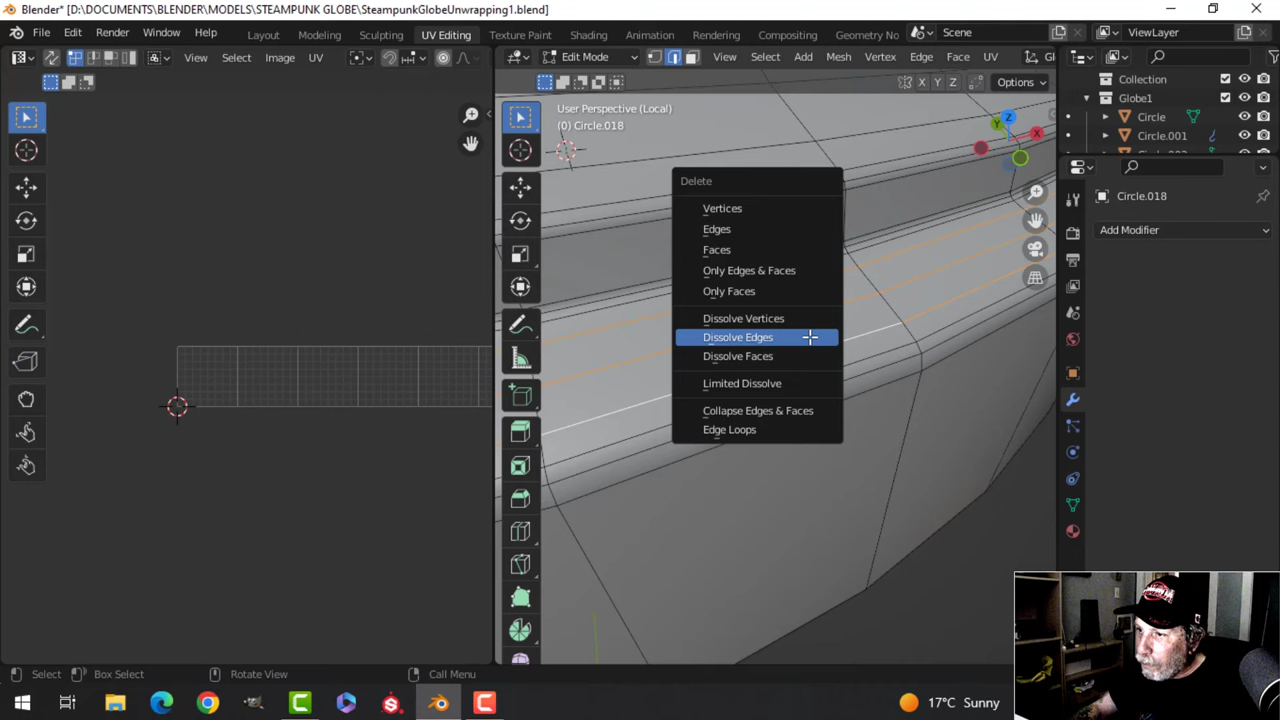 Blender* [D:\DOCUMENTS\BLENDER\MODELS\STEAMPUNK GLOBE\SteampunkGlobeUnwrapping1.blend]
File Edit Render Window Help Layout Modeling Sculpting UV Editing Texture Paint Shading Animation Rendering Compositing Geometry No Scene ViewLayer
View Select Image UV Edit Mode View Select Add Mesh Vertex Edge Face UV Gl
X Y Z Options
Collection
Globe1
Circle
Circle.001
User Perspective (Local)
(0) Circle.018
Z
Y
X
Circle.018
Add Modifier
Delete
Vertices
Edges
Faces
Only Edges & Faces
Only Faces
Dissolve Vertices
Dissolve Edges
Dissolve Faces
Limited Dissolve
Collapse Edges & Faces
Edge Loops
Select Box Select Rotate View Call Menu
17°C Sunny